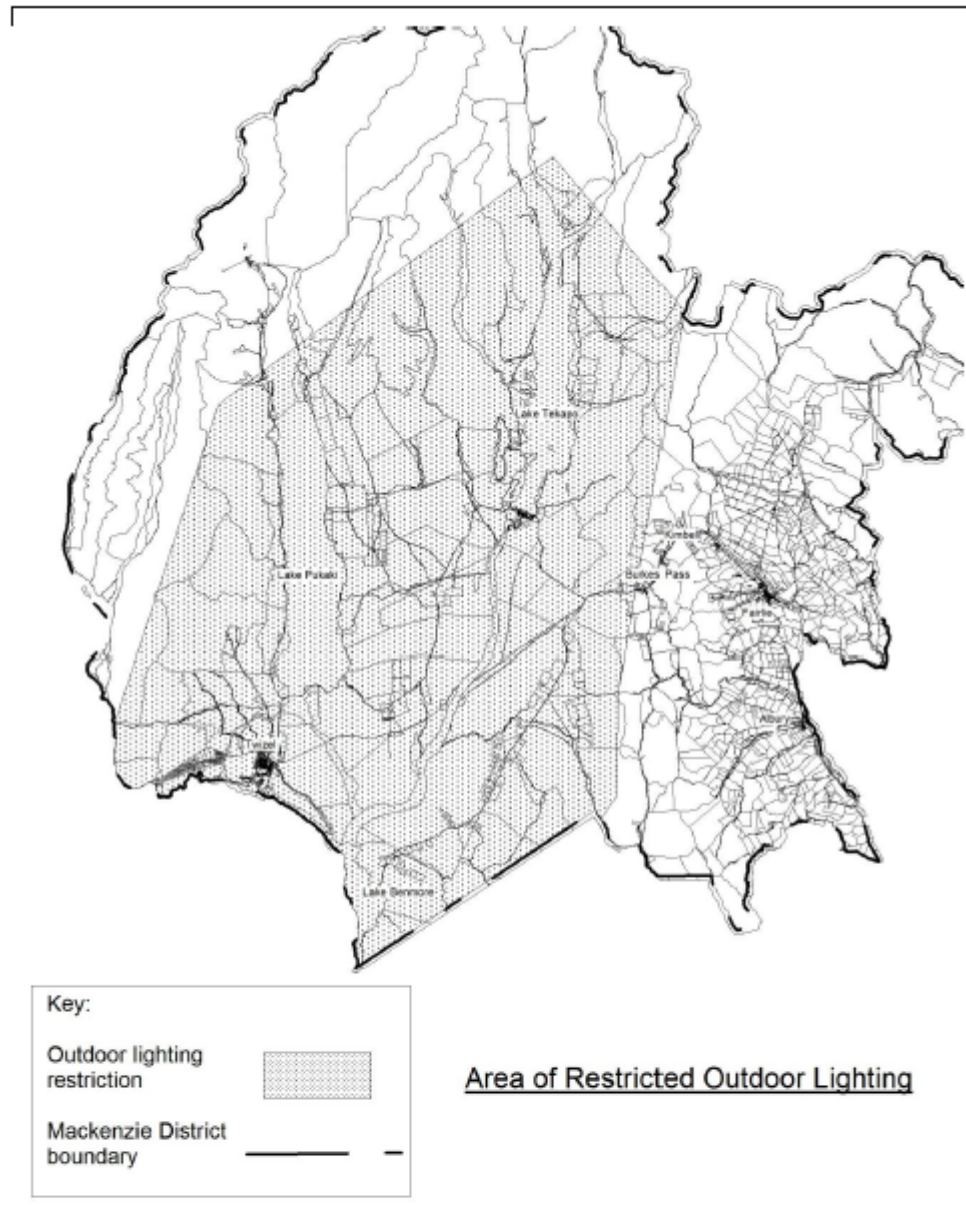 Lake Tekapo
Kimbell
Lake Pukaki
Burkes Pass
Fairlie
Albury
Twizel
Lake Benmore
Key:
Outdoor lighting
restriction
Area of Restricted Outdoor Lighting
Mackenzie District
boundary